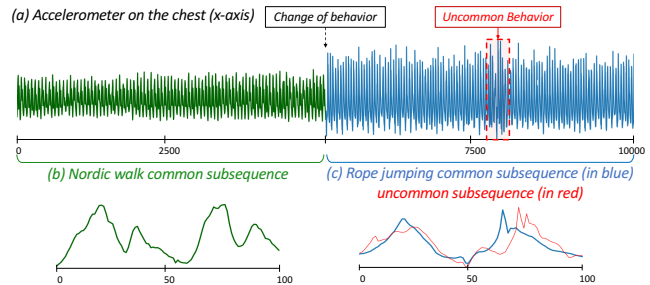 (a) Accelerometer on the chest (x-axis)
Change of behavior
Uncommon Behavior
0 2500 7500 10000
(b) Nordic walk common subsequence
(c) Rope jumping common subsequence (in blue)
uncommon subsequence (in red)
0 50 100
0 50 100